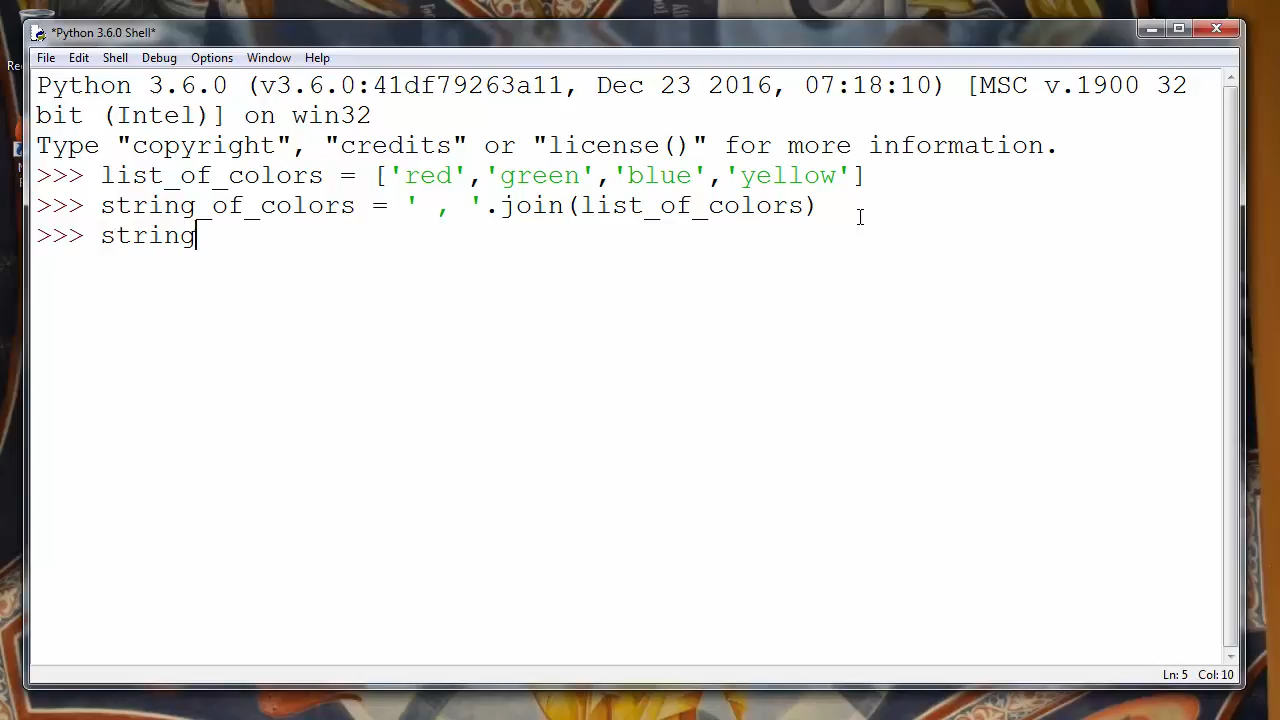 *Python 3.6.0 Shell*
File Edit Shell Debug Options Window Help
Python 3.6.0 (v3.6.0:41df79263a11, Dec 23 2016, 07:18:10) [MSC v.1900 32
bit (Intel)] on win32
Type "copyright", "credits" or "license()" for more information.
>>> list_of_colors = ['red','green','blue','yellow']
>>> string_of_colors = ' , '.join(list_of_colors)
>>> string
Ln: 5 Col: 10